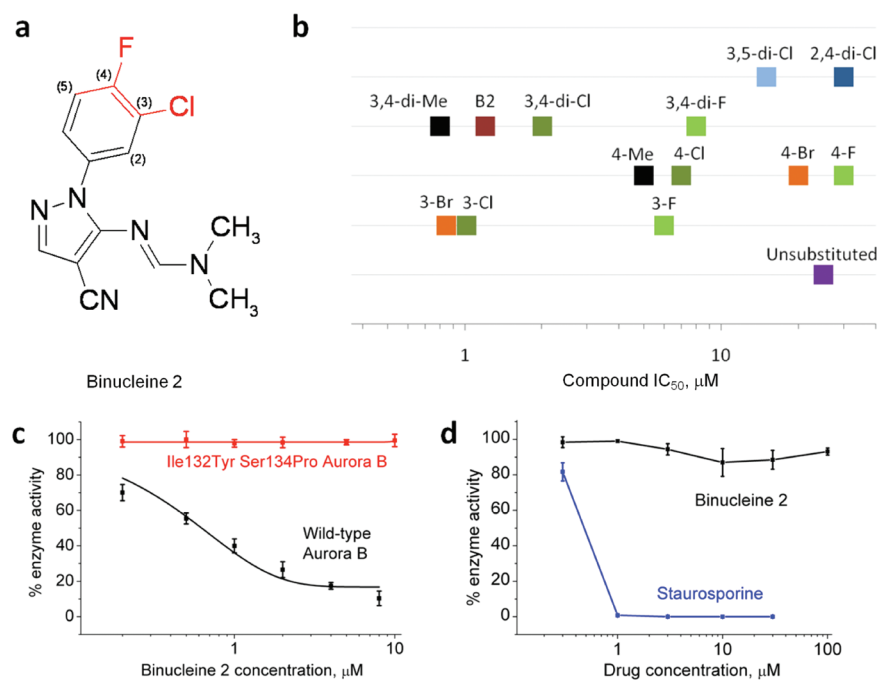 a
F
(4)
(5)
(3)
Cl
(2)
N
N
N
CH3
N
CN
CH3
Binucleine 2
b
3,5-di-Cl 2,4-di-Cl
3,4-di-Me B2 3,4-di-Cl 3,4-di-F
4-Me 4-Cl 4-Br 4-F
3-Br 3-Cl 3-F
Unsubstituted
1 10
Compound IC50, μM
c
% enzyme activity
100
80
60
40
20
0
Ile132Tyr Ser134Pro Aurora B
Wild-type
Aurora B
1 10
Binucleine 2 concentration, μM
d
% enzyme activity
100
80
60
40
20
0
Binucleine 2
Staurosporine
1 10 100
Drug concentration, μM